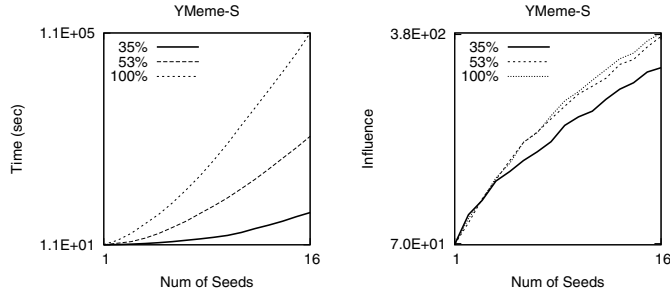 YMeme-S
1.1E+05
35%
53%
100%
Time (sec)
1.1E+01
1
16
Num of Seeds
YMeme-S
3.8E+02
35%
53%
100%
Influence
7.0E+01
1
16
Num of Seeds